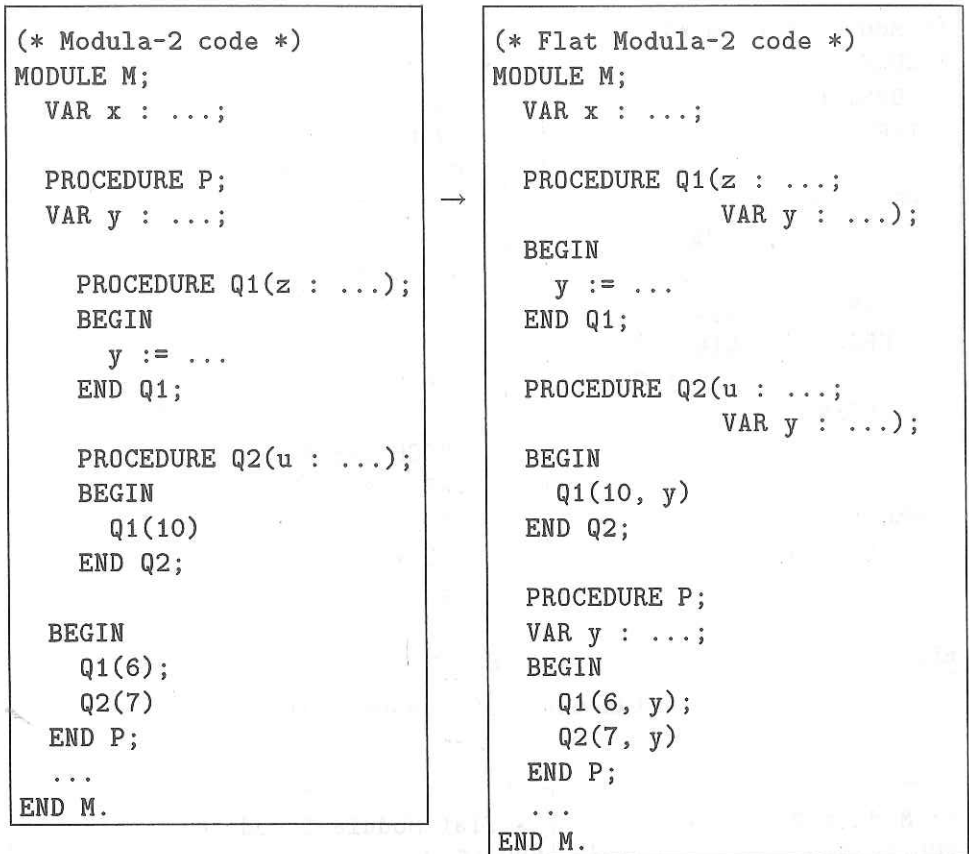 (* Modula-2 code *)
MODULE M;
  VAR x : ...;

  PROCEDURE P;
  VAR y : ...;

    PROCEDURE Q1(z : ...);
    BEGIN
      y := ...
    END Q1;

    PROCEDURE Q2(u : ...);
    BEGIN
      Q1(10)
    END Q2;

  BEGIN
    Q1(6);
    Q2(7)
  END P;
  ...
END M.
→
(* Flat Modula-2 code *)
MODULE M;
  VAR x : ...;

  PROCEDURE Q1(z : ...;
               VAR y : ...);
  BEGIN
    y := ...
  END Q1;

  PROCEDURE Q2(u : ...;
               VAR y : ...);
  BEGIN
    Q1(10, y)
  END Q2;

  PROCEDURE P;
  VAR y : ...;
  BEGIN
    Q1(6, y);
    Q2(7, y)
  END P;
  ...
END M.